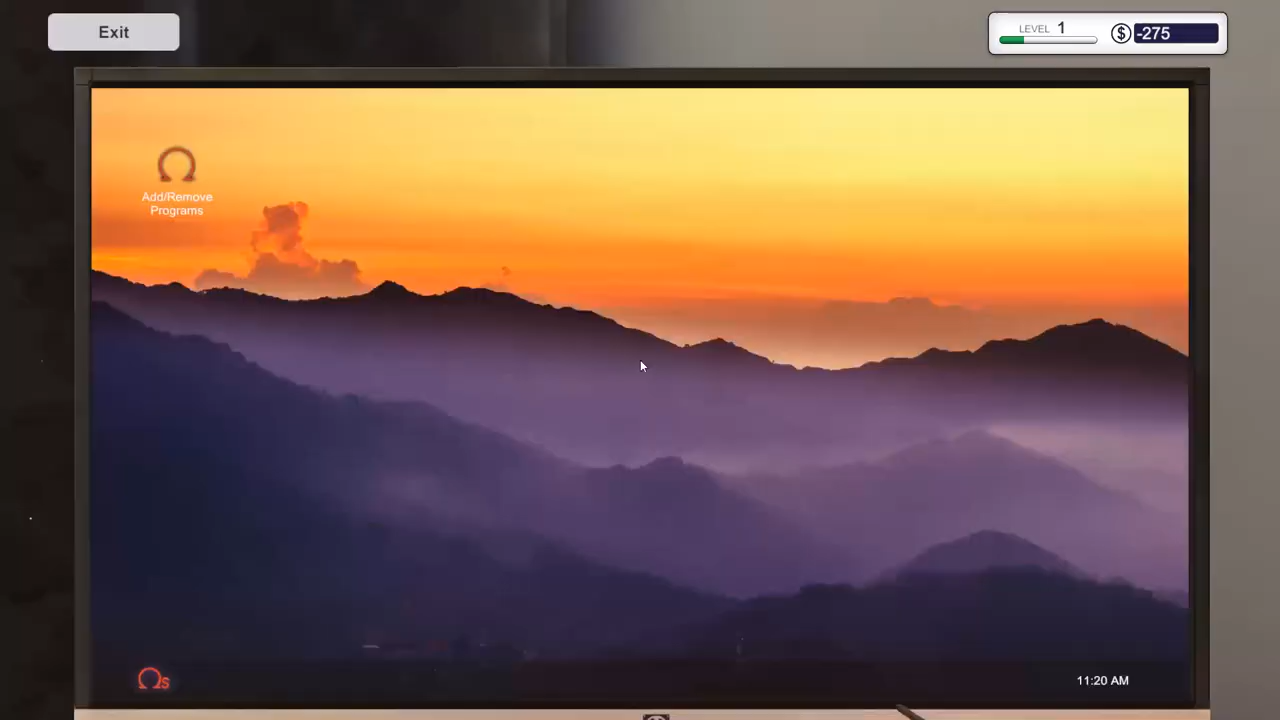 Exit
LEVEL 1
$ -275
Add/Remove
Programs
Ωs
11:20 AM